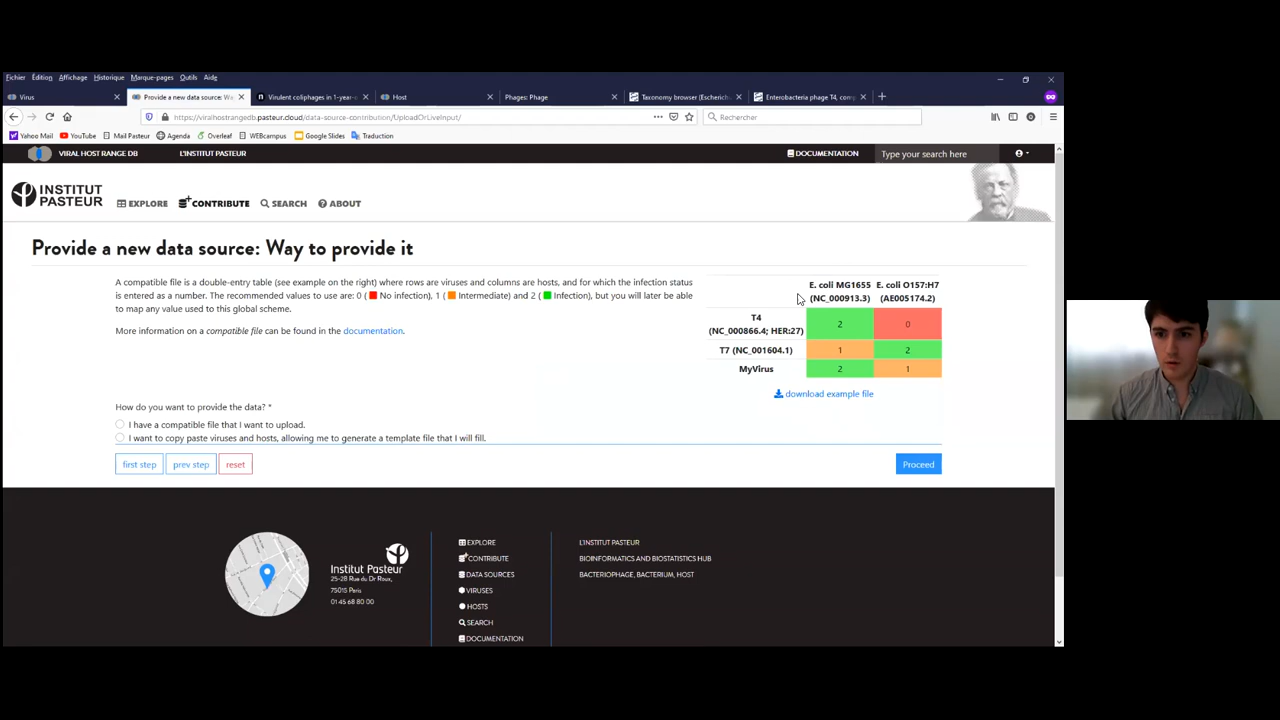 Fichier Édition Affichage Historique Marque-pages Outils Aide
Virus Provide a new data source: Wa Virulent coliphages in 1-year-o Host Phages: Phage Taxonomy browser (Escherich Enterobacteria phage T4, comp
https://viralhostrangedb.pasteur.cloud/data-source-contribution/UploadOrLiveInput/ Rechercher
Yahoo Mail YouTube Mail Pasteur Agenda Overleaf WEBcampus Google Slides Traduction
VIRAL HOST RANGE DB L'INSTITUT PASTEUR DOCUMENTATION Type your search here
INSTITUT PASTEUR EXPLORE CONTRIBUTE SEARCH ABOUT
Provide a new data source: Way to provide it
A compatible file is a double-entry table (see example on the right) where rows are viruses and columns are hosts, and for which the infection status
is entered as a number. The recommended values to use are: 0 ( No infection), 1 ( Intermediate) and 2 ( Infection), but you will later be able
to map any value used to this global scheme.
More information on a compatible file can be found in the documentation.
E. coli MG1655 (NC_000913.3) E. coli O157:H7 (AE005174.2)
T4 (NC_000866.4; HER:27) 2 0
T7 (NC_001604.1) 1 2
MyVirus 2 1
download example file
How do you want to provide the data? *
I have a compatible file that I want to upload.
I want to copy paste viruses and hosts, allowing me to generate a template file that I will fill.
first step prev step reset Proceed
Institut Pasteur
25-28 Rue du Dr Roux,
75015 Paris
01 45 68 80 00
EXPLORE
CONTRIBUTE
DATA SOURCES
VIRUSES
HOSTS
SEARCH
DOCUMENTATION
L'INSTITUT PASTEUR
BIOINFORMATICS AND BIOSTATISTICS HUB
BACTERIOPHAGE, BACTERIUM, HOST